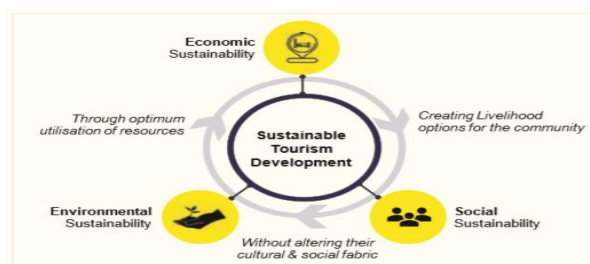 Economic
Sustainability
Through optimum
utilisation of resources
Creating Livelihood
options for the community
Sustainable
Tourism
Development
Environmental
Sustainability
Social
Sustainability
Without altering their
cultural & social fabric